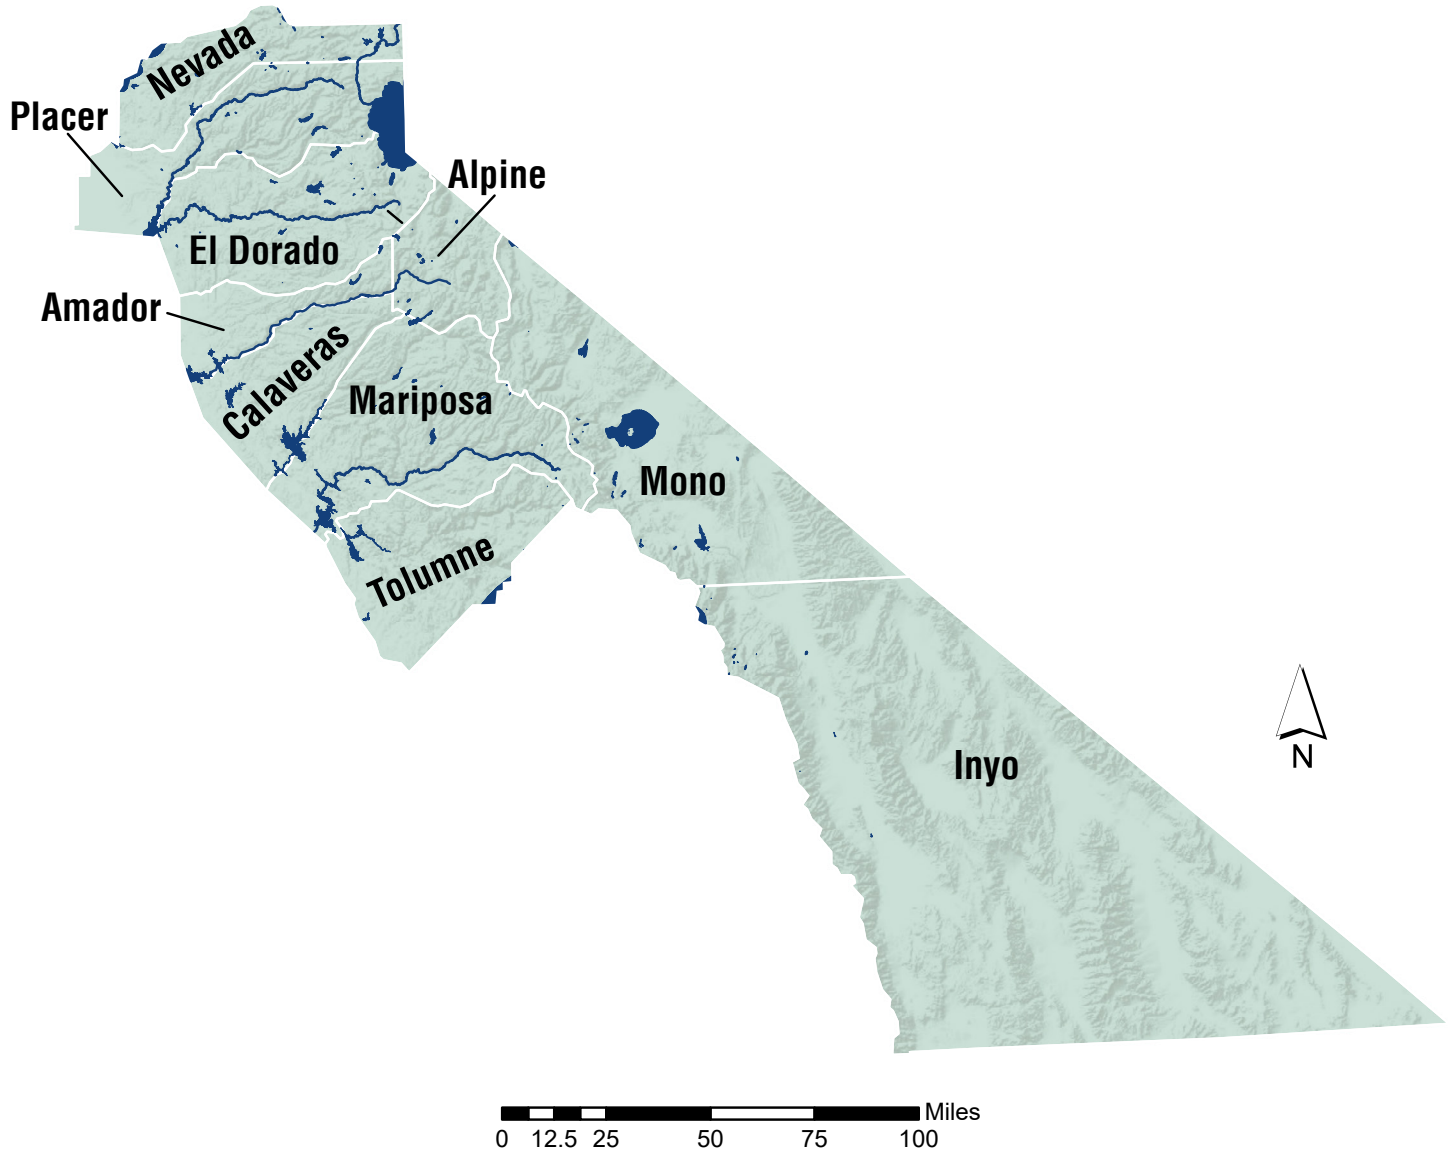 Nevada
Placer
Alpine
El Dorado
Amador
Calaveras
Mariposa
Mono
Tolumne
Inyo
N
Miles
0 12.5 25 50 75 100